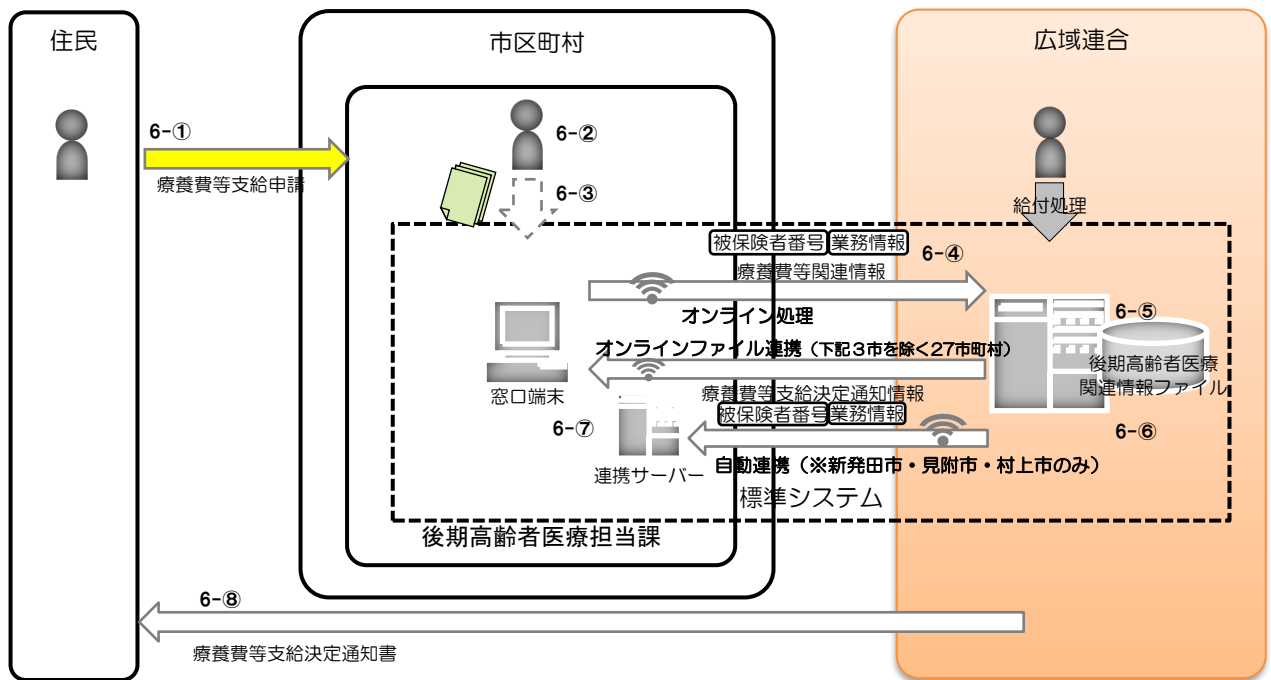 住民
市区町村
広域連合
6-①
療養費等支給申請
6-②
6-③
給付処理
被保険者番号 業務情報
6-④
療養費等関連情報
オンライン処理
6-⑤
オンラインファイル連携（下記３市を除く27市町村）
後期高齢者医療
関連情報ファイル
窓口端末
療養費等支給決定通知情報
被保険者番号 業務情報
6-⑥
6-⑦
連携サーバー
自動連携（※新発田市・見附市・村上市のみ）
標準システム
後期高齢者医療担当課
6-⑧
療養費等支給決定通知書